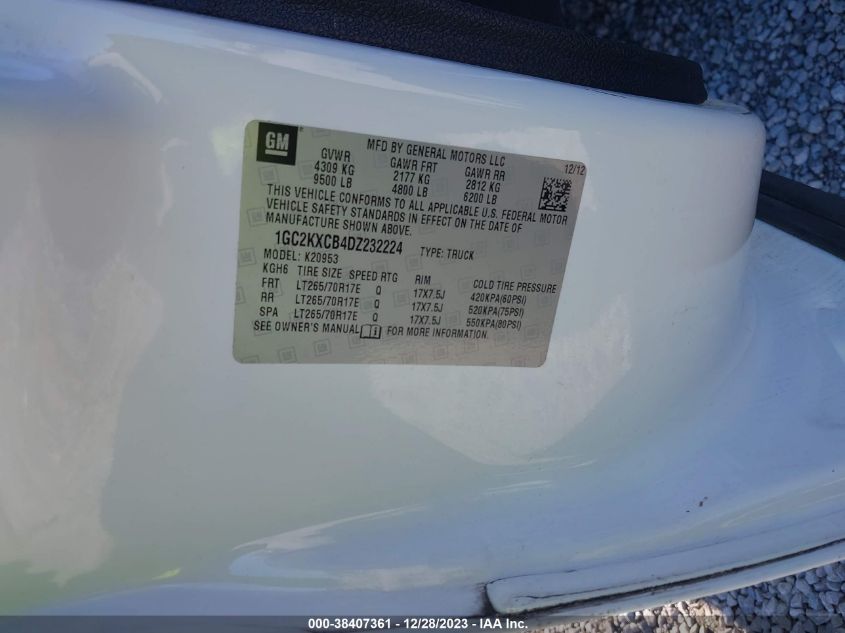 GM
MFD BY GENERAL MOTORS LLC
12/12
GVWR GAWR FRT GAWR RR
4309 KG 2177 KG 2812 KG
9500 LB 4800 LB 6200 LB
THIS VEHICLE CONFORMS TO ALL APPLICABLE U.S. FEDERAL MOTOR
VEHICLE SAFETY STANDARDS IN EFFECT ON THE DATE OF
MANUFACTURE SHOWN ABOVE.
1GC2KXCB4DZ232224 TYPE: TRUCK
MODEL: K20953
KGH6 TIRE SIZE SPEED RTG RIM COLD TIRE PRESSURE
FRT LT265/70R17E Q 17X7.5J 420KPA(60PSI)
RR LT265/70R17E Q 17X7.5J 520KPA(75PSI)
SPA LT265/70R17E Q 17X7.5J 550KPA(80PSI)
SEE OWNER'S MANUAL FOR MORE INFORMATION.
000-38407361 - 12/28/2023 - IAA Inc.